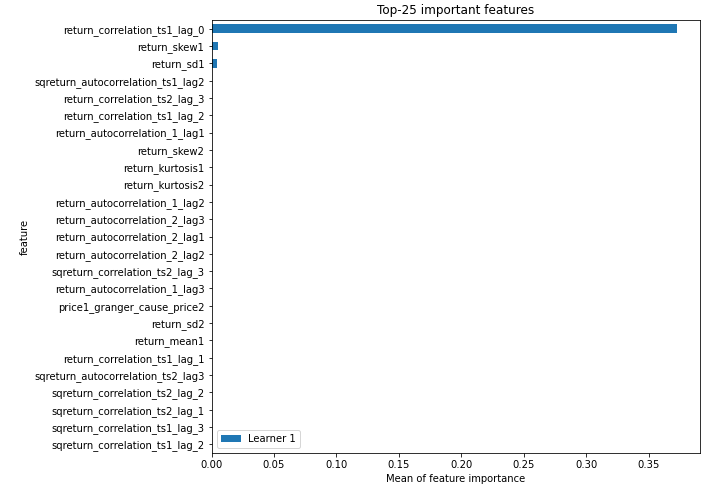 Top-25 important features
return_correlation_ts1_lag_0
return_skew1
return_sd1
sqreturn_autocorrelation_ts1_lag2
return_correlation_ts2_lag_3
return_correlation_ts1_lag_2
return_autocorrelation_1_lag1
return_skew2
return_kurtosis1
return_kurtosis2
return_autocorrelation_1_lag2
return_autocorrelation_2_lag3
return_autocorrelation_2_lag1
return_autocorrelation_2_lag2
sqreturn_correlation_ts2_lag_3
return_autocorrelation_1_lag3
price1_granger_cause_price2
return_sd2
return_mean1
return_correlation_ts1_lag_1
sqreturn_autocorrelation_ts2_lag3
sqreturn_correlation_ts2_lag_2
sqreturn_correlation_ts2_lag_1
sqreturn_correlation_ts1_lag_3
sqreturn_correlation_ts1_lag_2
feature
Learner 1
0.00 0.05 0.10 0.15 0.20 0.25 0.30 0.35
Mean of feature importance